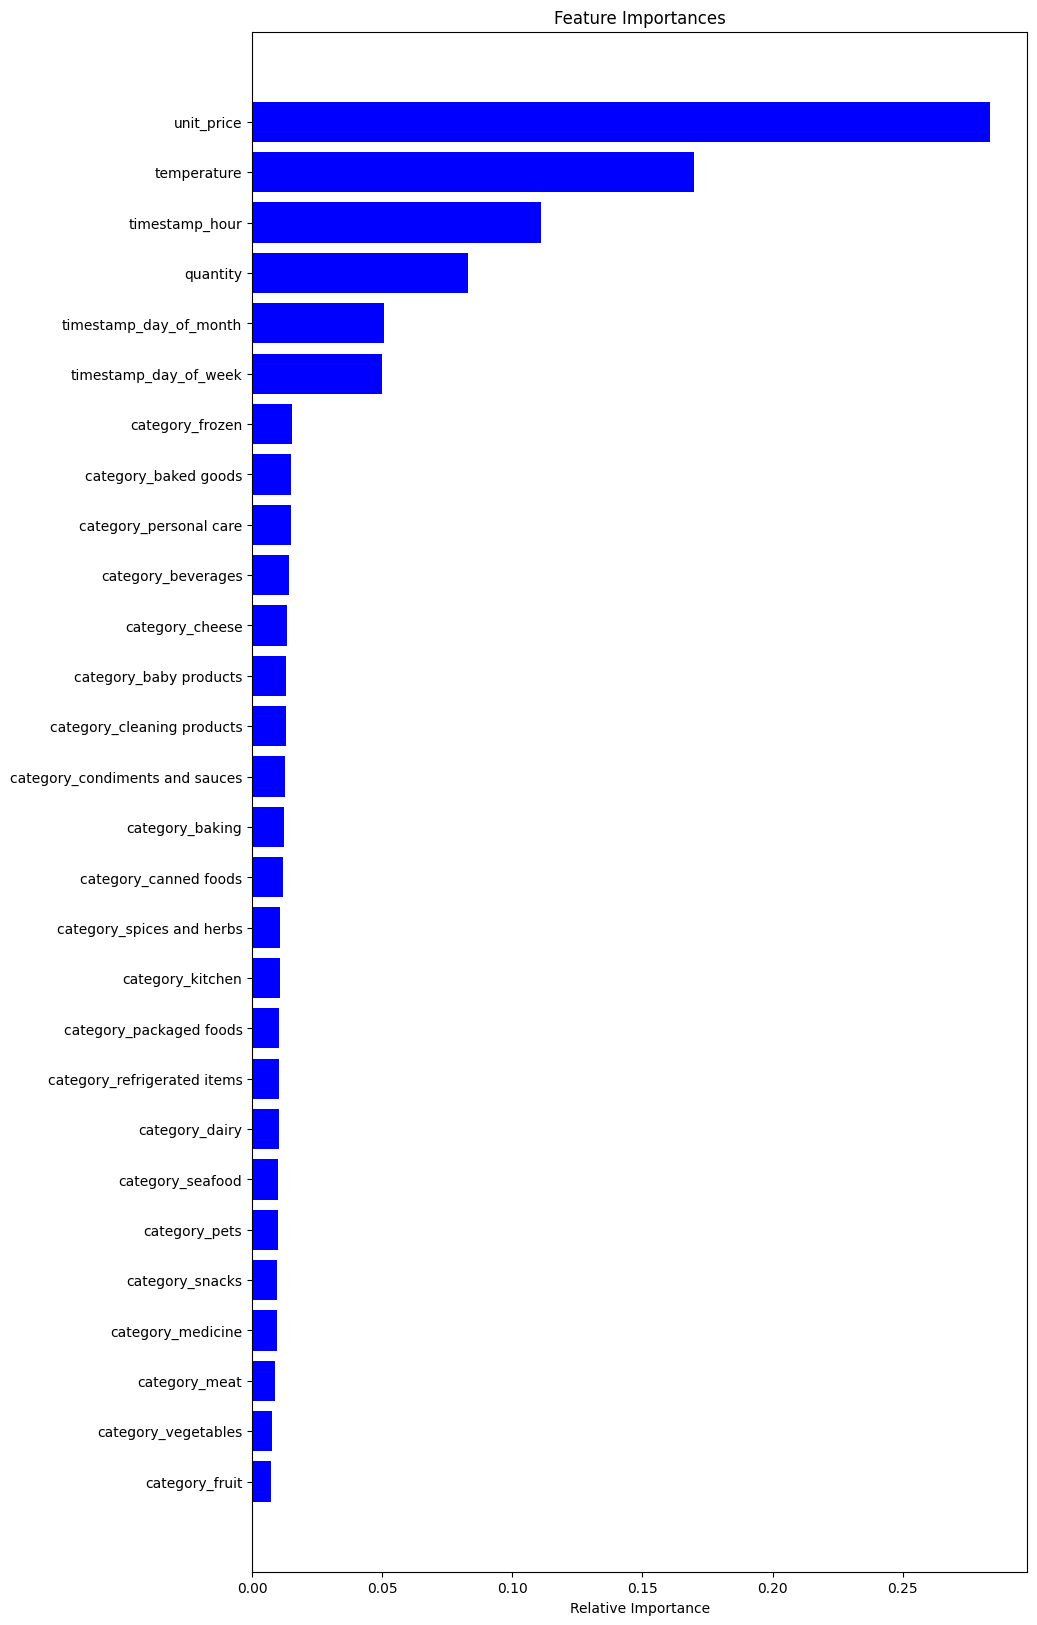 Feature Importances
unit_price
temperature
timestamp_hour
quantity
timestamp_day_of_month
timestamp_day_of_week
category_frozen
category_baked goods
category_personal care
category_beverages
category_cheese
category_baby products
category_cleaning products
category_condiments and sauces
category_baking
category_canned foods
category_spices and herbs
category_kitchen
category_packaged foods
category_refrigerated items
category_dairy
category_seafood
category_pets
category_snacks
category_medicine
category_meat
category_vegetables
category_fruit
0.00 0.05 0.10 0.15 0.20 0.25
Relative Importance